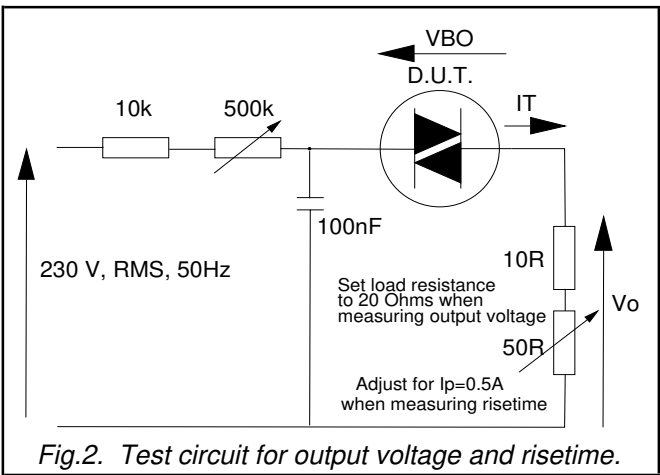 VBO
D.U.T.
10k
500k
IT
100nF
230 V, RMS, 50Hz
10R
Set load resistance
to 20 Ohms when
measuring output voltage
Vo
50R
Adjust for Ip=0.5A
when measuring risetime
Fig.2. Test circuit for output voltage and risetime.